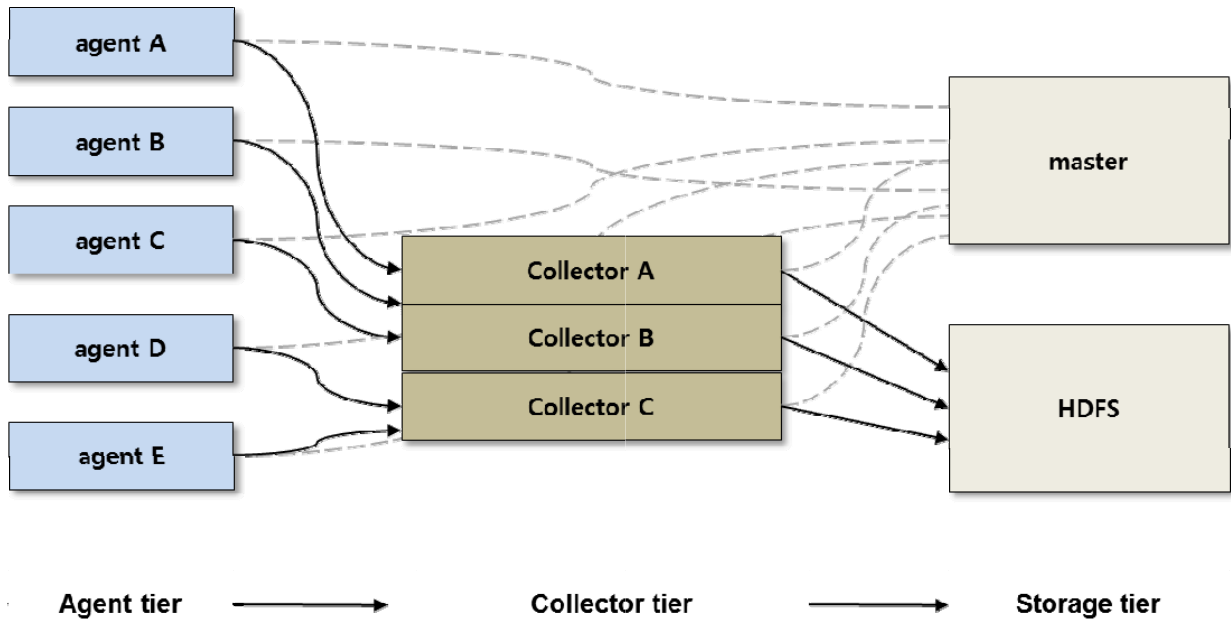 agent A
agent B
agent C
agent D
agent E
Collector A
Collector B
Collector C
master
HDFS
Agent tier
Collector tier
Storage tier